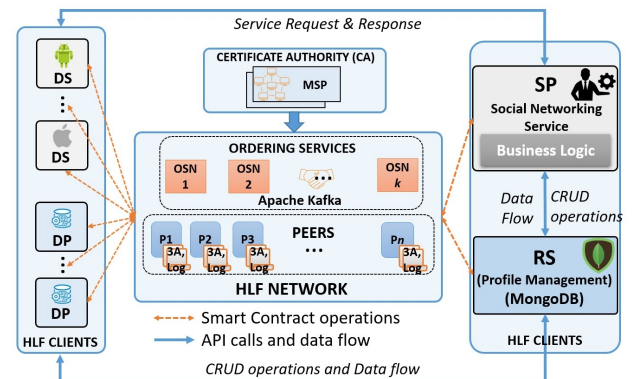 Service Request & Response
DS
DS
DP
DP
HLF CLIENTS
CERTIFICATE AUTHORITY (CA)
MSP
ORDERING SERVICES
OSN
1
OSN
2
...
OSN
k
Apache Kafka
PEERS
...
P1
3A,
Log
P2
3A,
Log
P3
3A,
Log
Pn
3A,
Log
HLF NETWORK
Smart Contract operations
API calls and data flow
SP
Social Networking
Service
Business Logic
Data
Flow
CRUD
operations
RS
(Profile Management)
(MongoDB)
HLF CLIENTS
CRUD operations and Data flow